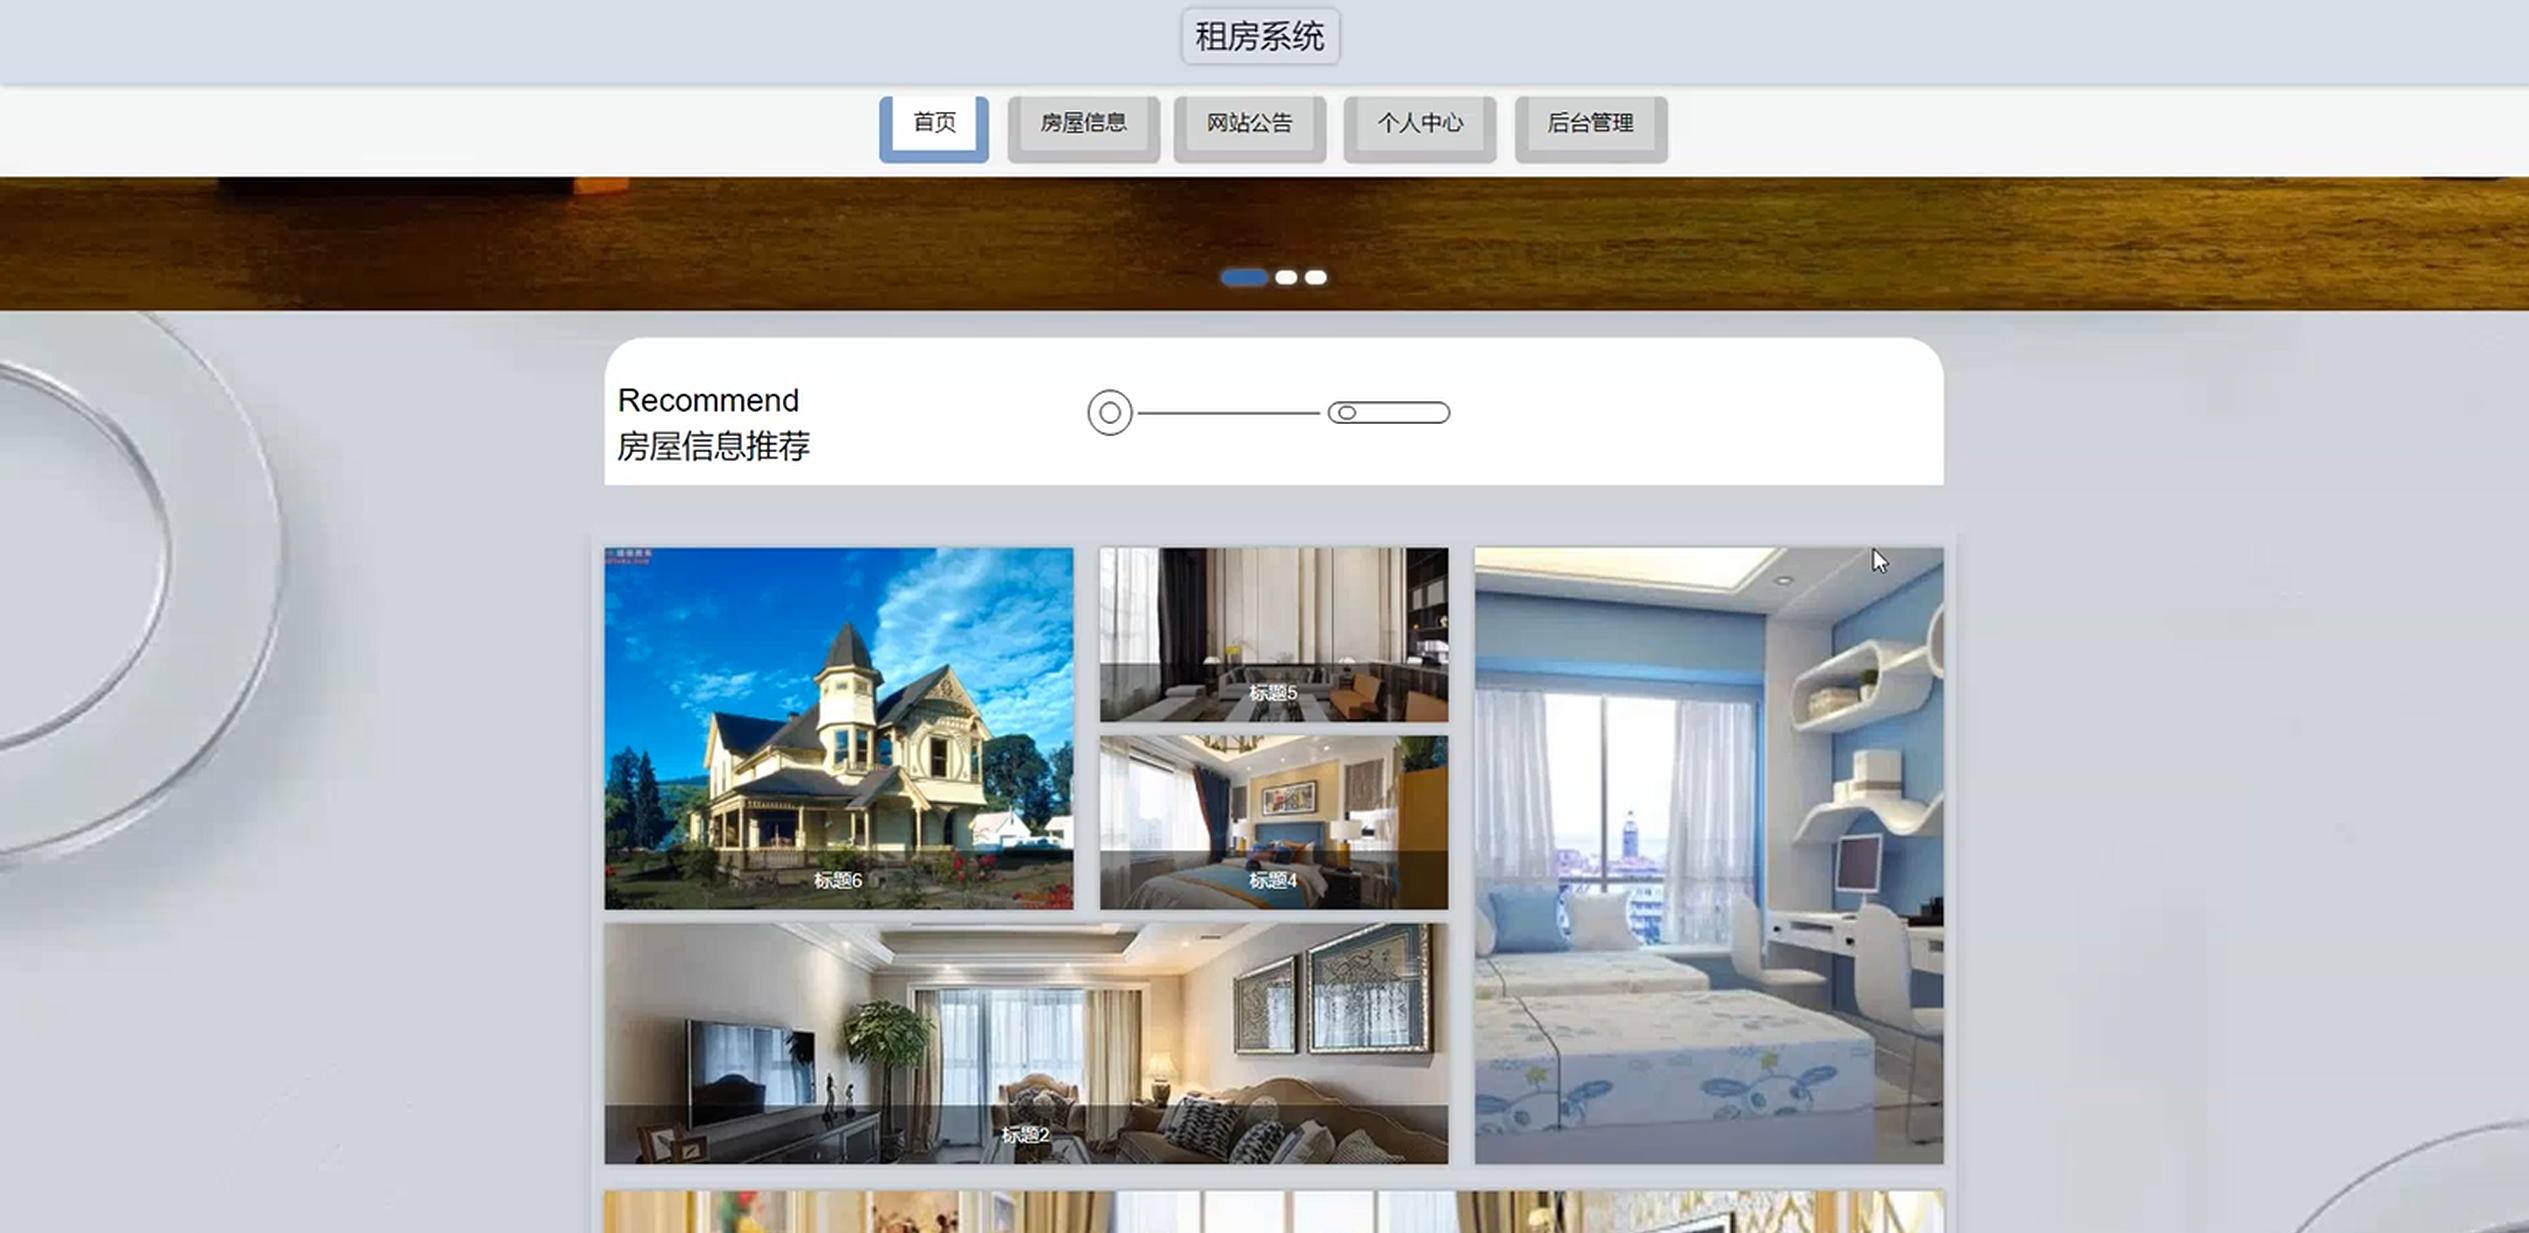 租房系统
首页
房屋信息
网站公告
个人中心
后台管理
Recommend
房屋信息推荐
标题5
标题6
标题4
标题2